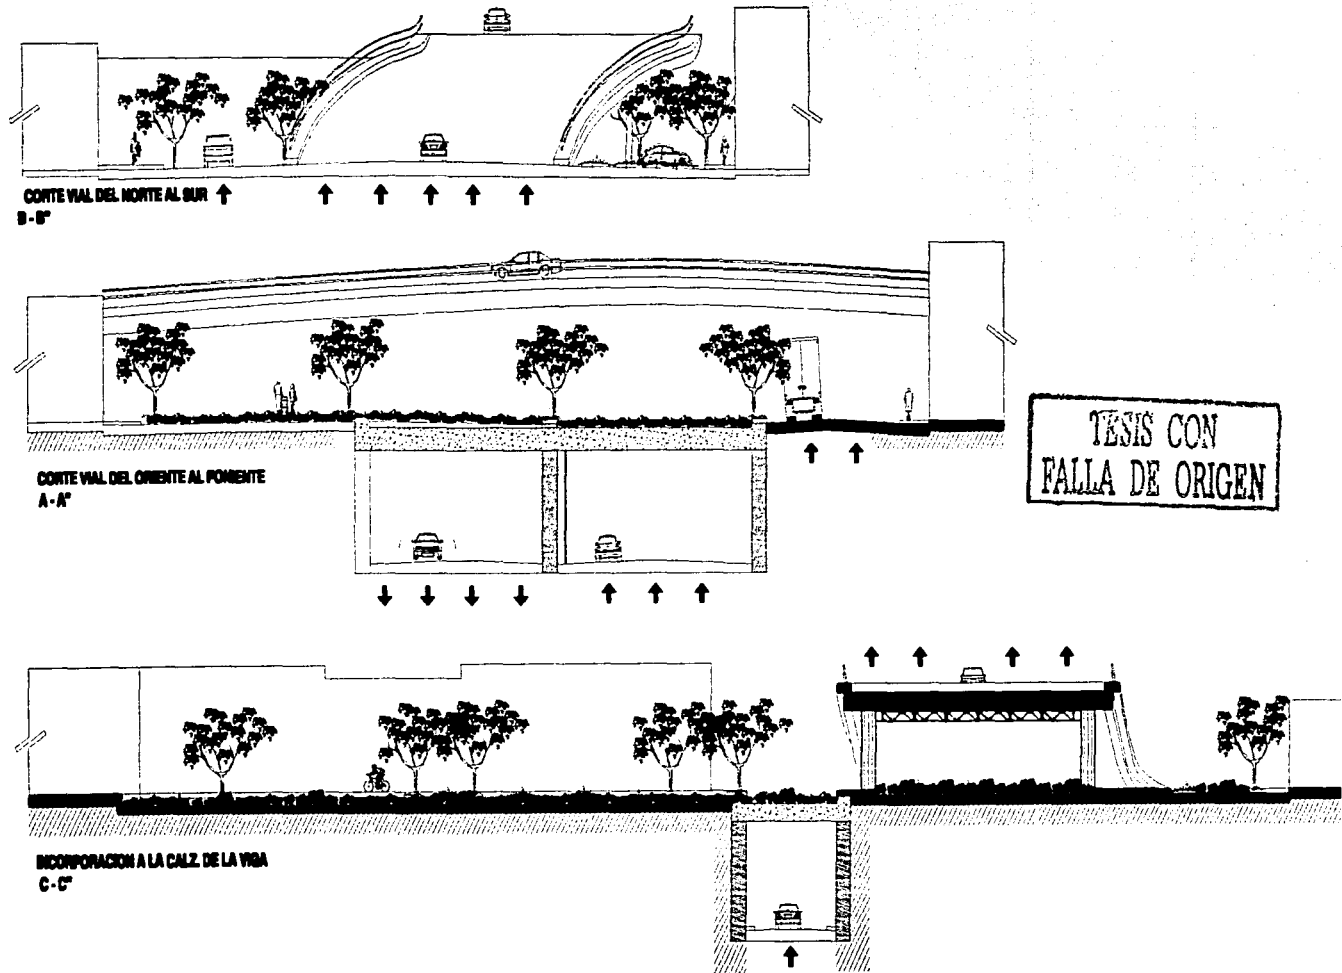 CORTE VIAL DEL NORTE AL SUR
B - B"
CORTE VIAL DEL ORIENTE AL PONIENTE
A - A"
TESIS CON
FALLA DE ORIGEN
INCORPORACION A LA CALZ. DE LA VIGA
C - C"